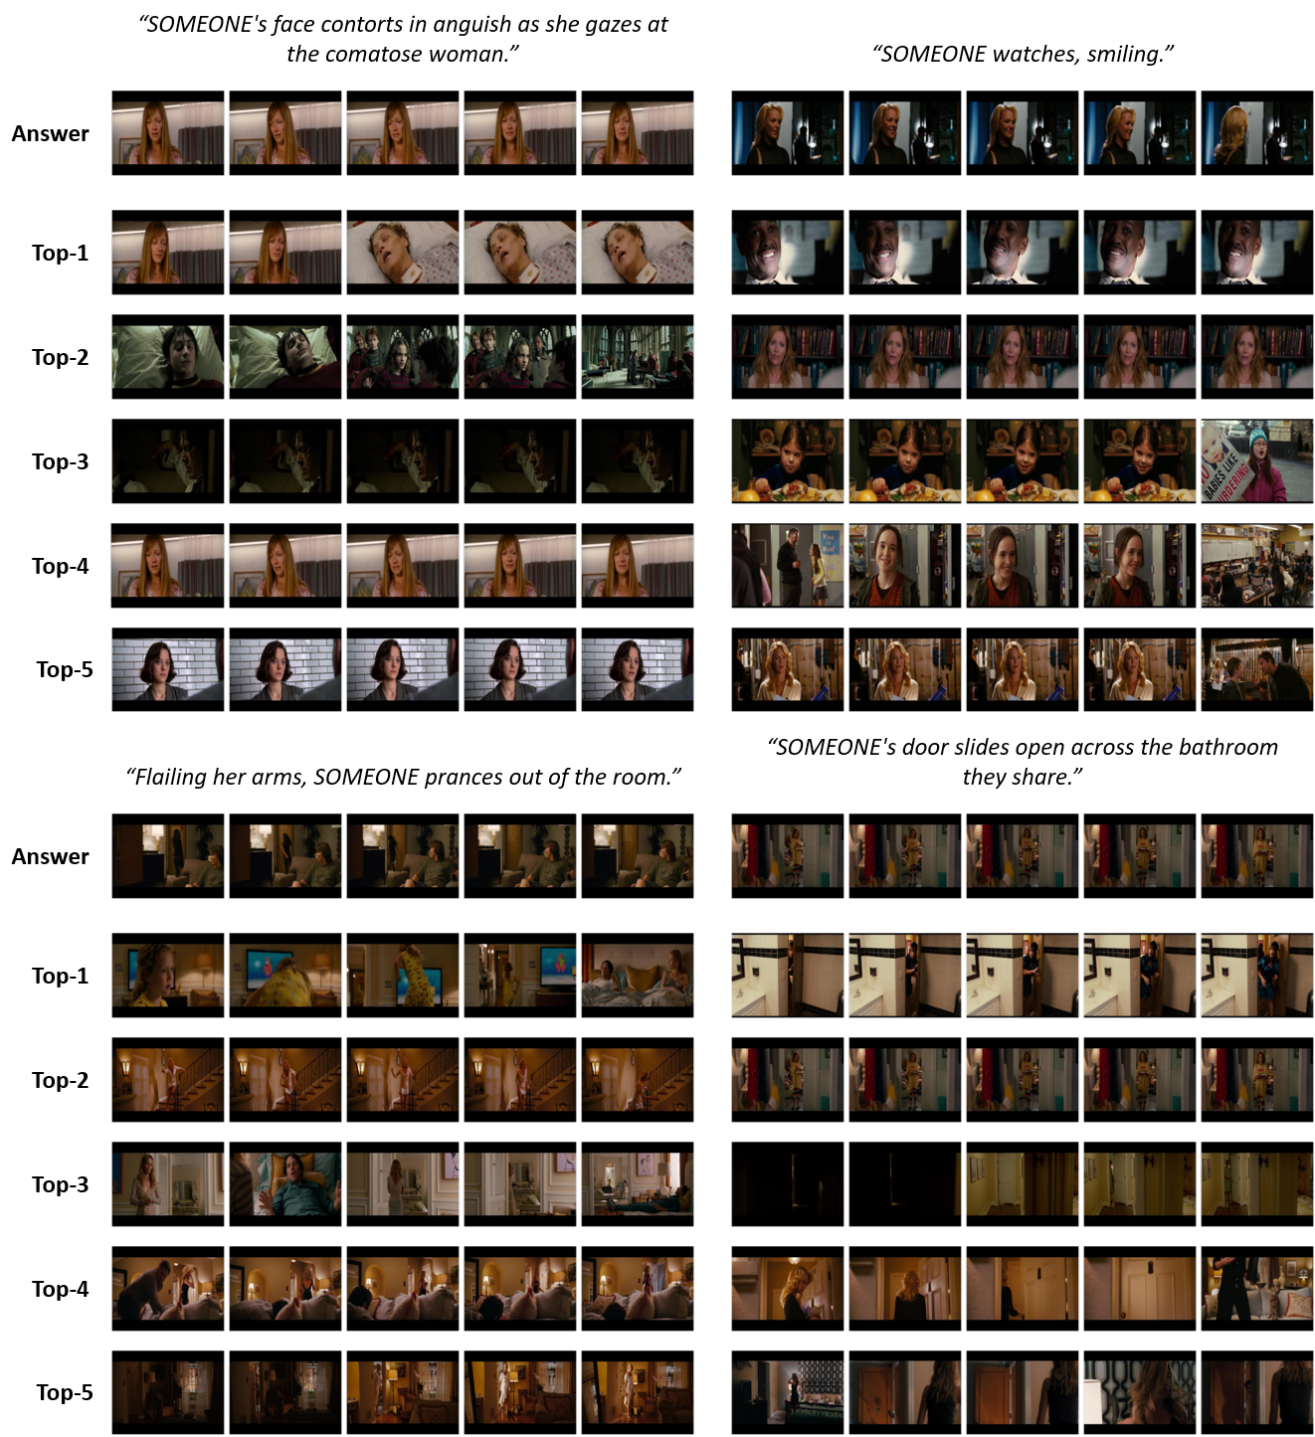 “SOMEONE's face contorts in anguish as she gazes at
the comatose woman.”
“SOMEONE watches, smiling.”
Answer
Top-1
Top-2
Top-3
BABIES LIKE
Top-4
Top-5
“Flailing her arms, SOMEONE prances out of the room.”
“SOMEONE's door slides open across the bathroom
they share.”
Answer
Top-1
Top-2
Top-3
Top-4
Top-5